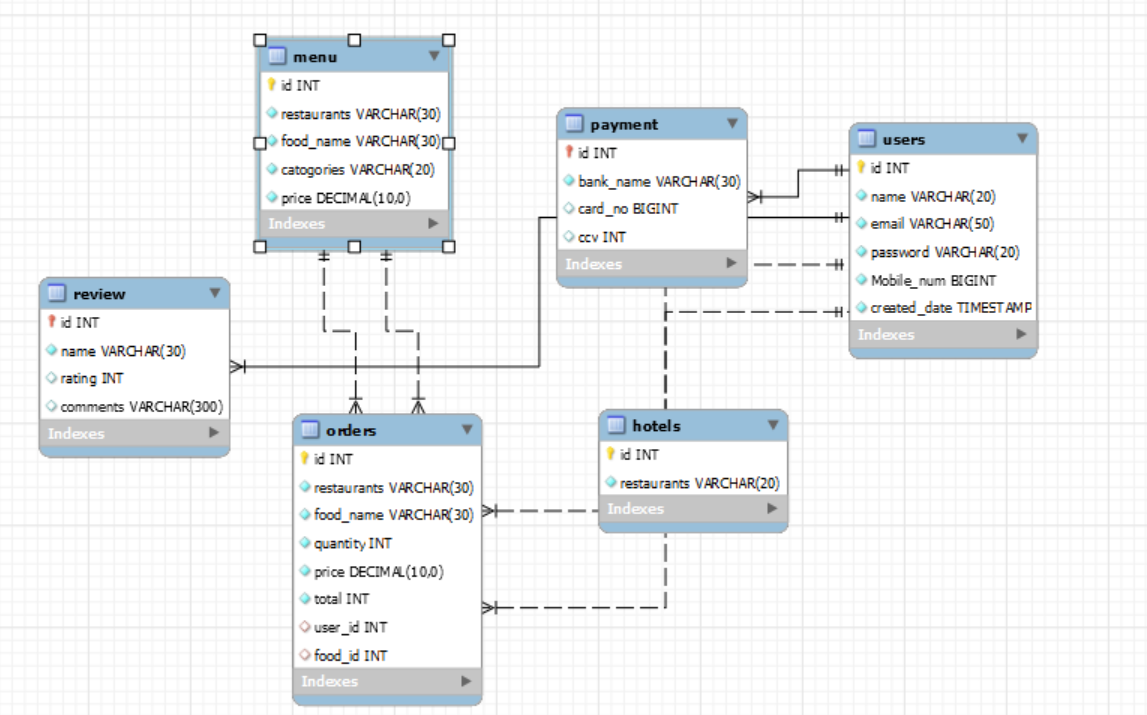 menu
id INT
restaurants VARCHAR(30)
food_name VARCHAR(30)
catogories VARCHAR(20)
price DECIMAL(10,0)
Indexes
payment
id INT
bank_name VARCHAR(30)
card_no BIGINT
ccv INT
Indexes
users
id INT
name VARCHAR(20)
email VARCHAR(50)
password VARCHAR(20)
Mobile_num BIGINT
created_date TIMESTAMP
Indexes
review
id INT
name VARCHAR(30)
rating INT
comments VARCHAR(300)
Indexes
orders
id INT
restaurants VARCHAR(30)
food_name VARCHAR(30)
quantity INT
price DECIMAL(10,0)
total INT
user_id INT
food_id INT
Indexes
hotels
id INT
restaurants VARCHAR(20)
Indexes